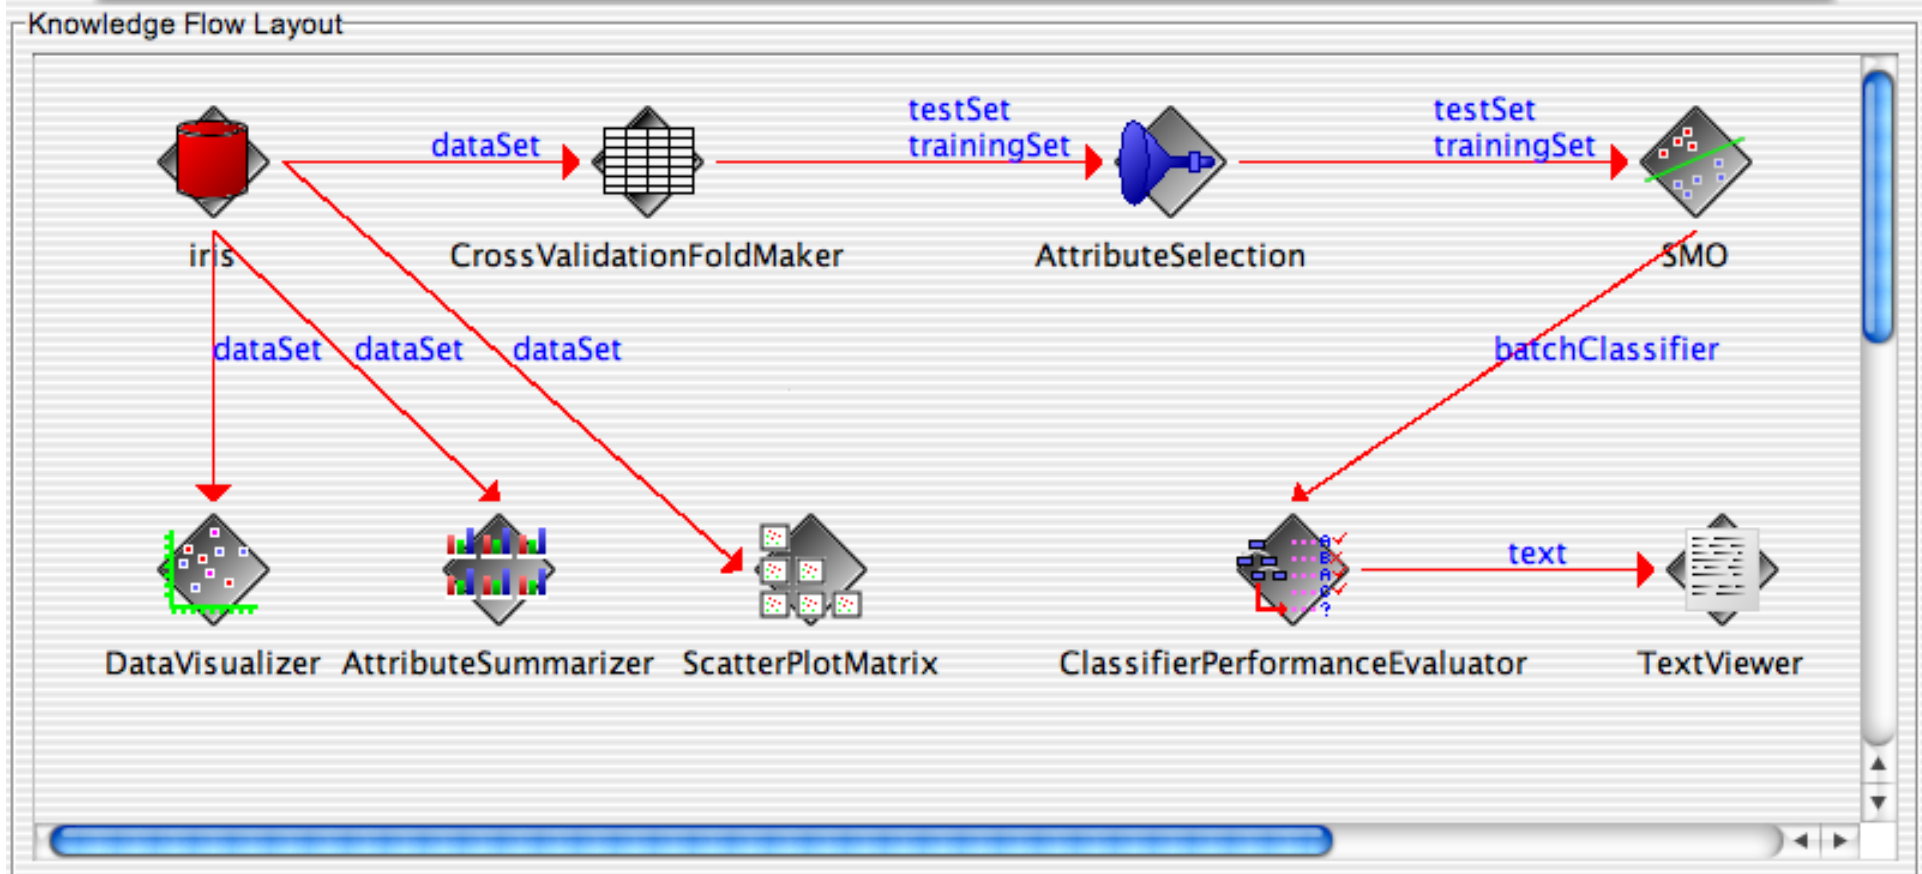 Knowledge Flow Layout
testSet
testSet
dataSet
trainingSet
trainingSet
iris
CrossValidationFoldMaker
AttributeSelection
SMO
dataSet
dataSet
dataSet
batchClassifier
text
DataVisualizer
AttributeSummarizer
ScatterPlotMatrix
ClassifierPerformanceEvaluator
TextViewer